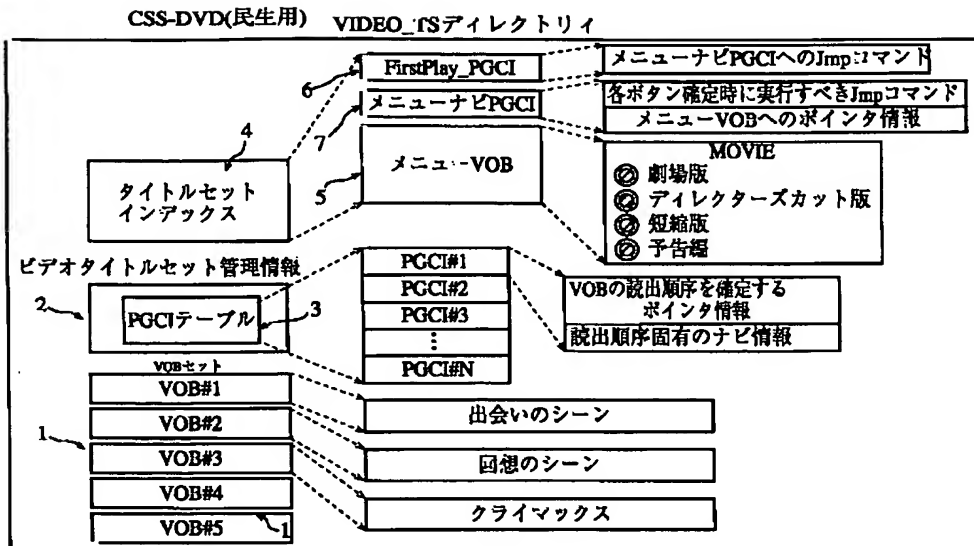 CSS-DVD(民生用)
VIDEO_TSディレクトリィ
6
FirstPlay_PGCI
メニューナビPGCIへのJmpコマンド
7
メニューナビPGCI
各ボタン確定時に実行すべきJmpコマンド
メニューVOBへのポインタ情報
4
タイトルセット
インデックス
5
メニューVOB
MOVIE
劇場版
ディレクターズカット版
短縮版
予告編
ビデオタイトルセット管理情報
2
PGCIテーブル
3
PGCI#1
PGCI#2
PGCI#3
⋮
PGCI#N
VOBの読出順序を確定する
ポインタ情報
読出順序固有のナビ情報
VOBセット
1
VOB#1
VOB#2
VOB#3
VOB#4
VOB#5
1
出会いのシーン
回想のシーン
クライマックス